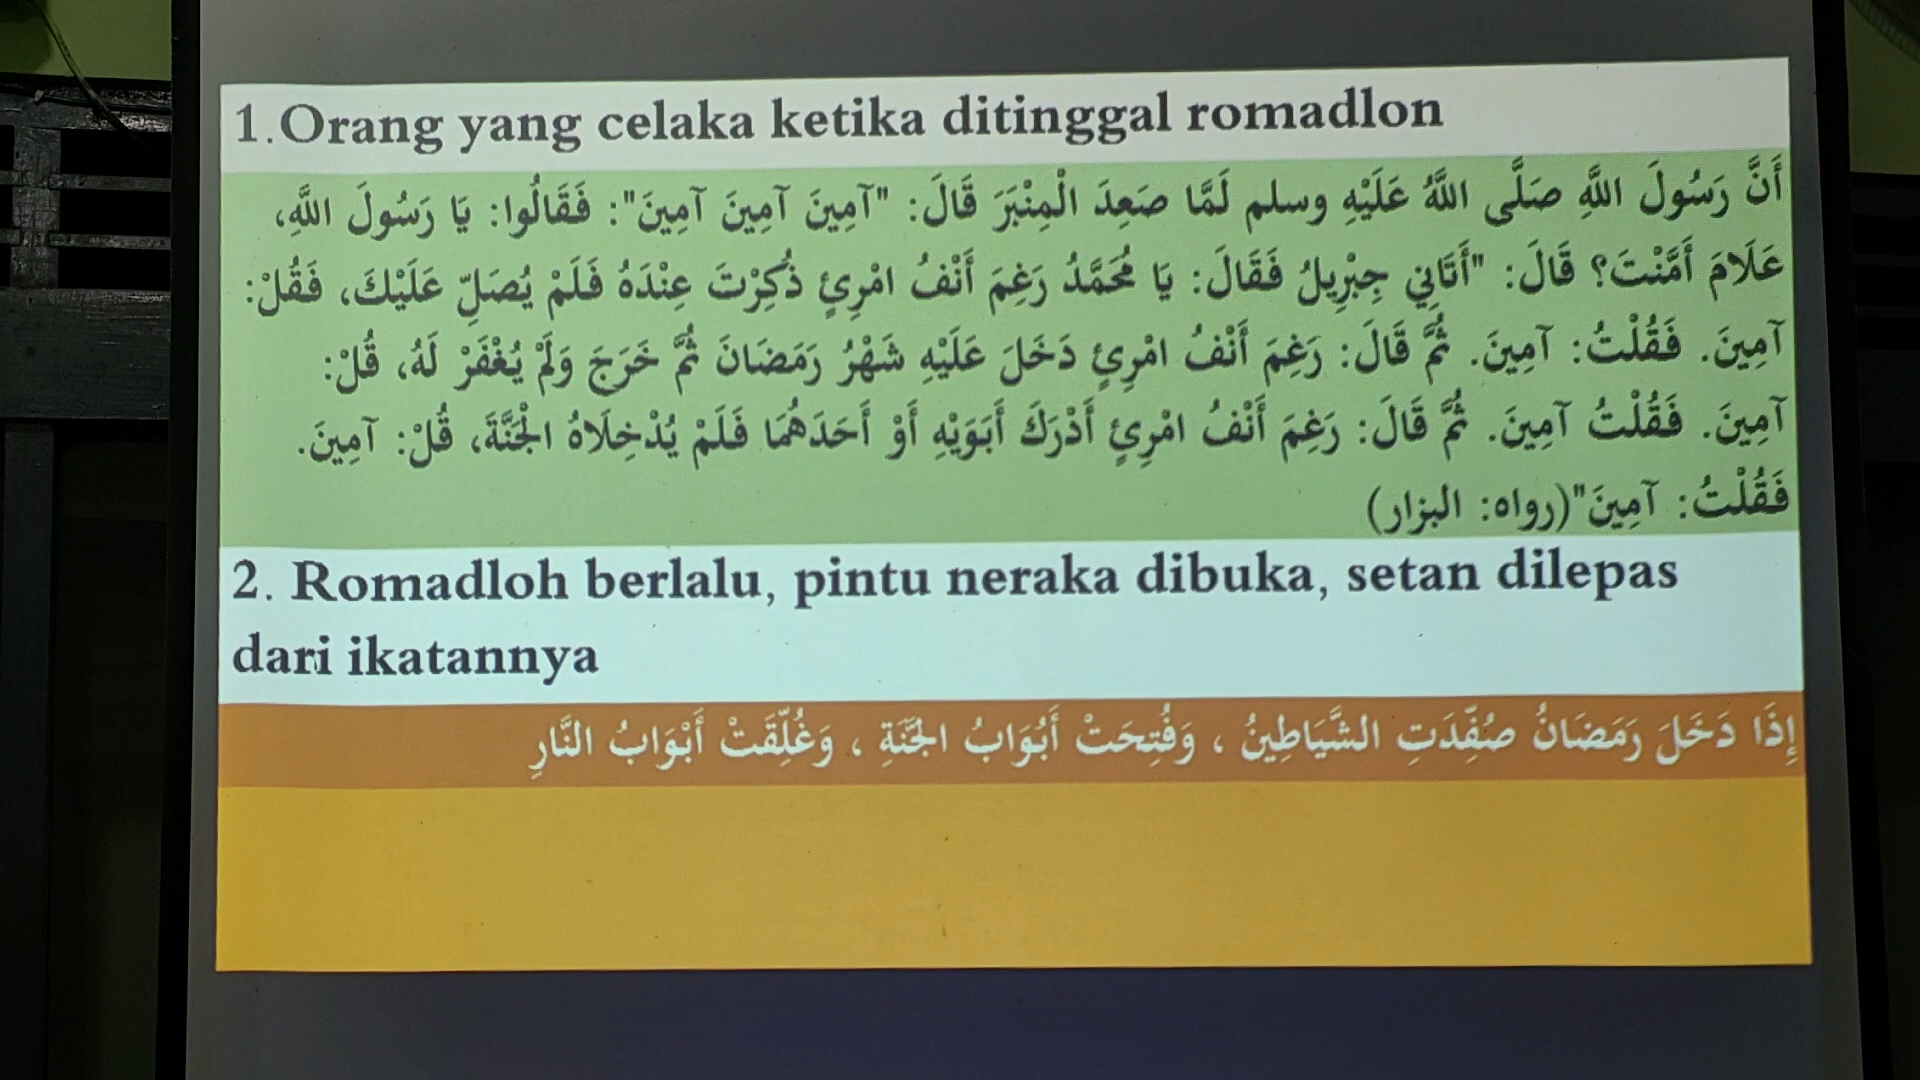 1.Orang yang celaka ketika ditinggal romadlon
أَنَّ رَسُولَ اللَّهِ صَلَّى اللَّهُ عَلَيْهِ وسلم لَمَّا صَعِدَ الْمِنْبَرَ قَالَ: "آمِينَ آمِينَ آمِينَ": فَقَالُوا: يَا رَسُولَ اللَّهِ،
عَلَامَ أَمَّنْتَ؟ قَالَ: "أَتَانِي جِبْرِيلُ فَقَالَ: يَا مُحَمَّدُ رَغِمَ أَنْفُ امْرِئٍ ذُكِرْتَ عِنْدَهُ فَلَمْ يُصَلِّ عَلَيْكَ، فَقُلْ:
آمِينَ. فَقُلْتُ: آمِينَ. ثُمَّ قَالَ: رَغِمَ أَنْفُ امْرِئٍ دَخَلَ عَلَيْهِ شَهْرُ رَمَضَانَ ثُمَّ خَرَجَ وَلَمْ يُغْفَرْ لَهُ، قُلْ:
آمِينَ. فَقُلْتُ آمِينَ. ثُمَّ قَالَ: رَغِمَ أَنْفُ امْرِئٍ أَدْرَكَ أَبَوَيْهِ أَوْ أَحَدَهُمَا فَلَمْ يُدْخِلَاهُ الْجَنَّةَ، قُلْ: آمِينَ.
فَقُلْتُ: آمِينَ"(رواه: البزار)
2. Romadloh berlalu, pintu neraka dibuka, setan dilepas
dari ikatannya
إِذَا دَخَلَ رَمَضَانُ صُفِّدَتِ الشَّيَاطِينُ ، وَفُتِحَتْ أَبْوَابُ الجَنَّةِ ، وَغُلِّقَتْ أَبْوَابُ النَّارِ